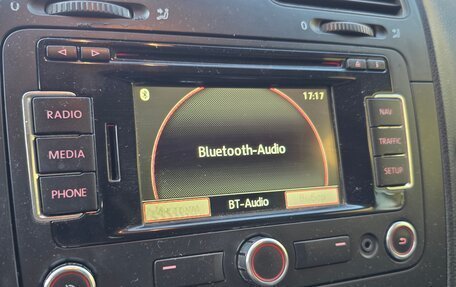 RADIO
MEDIA
PHONE
17:17
Bluetooth-Audio
BT-Audio
NAV
TRAFFIC
SETUP